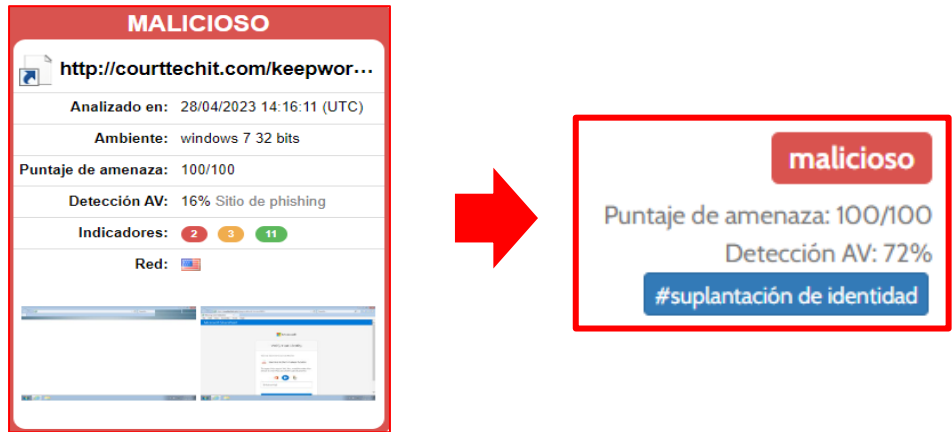 MALICIOSO
http://courttechit.com/keepwor...
Analizado en: 28/04/2023 14:16:11 (UTC)
Ambiente: windows 7 32 bits
Puntaje de amenaza: 100/100
Detección AV: 16% Sitio de phishing
Indicadores: 2 3 11
Red:
malicioso
Puntaje de amenaza: 100/100
Detección AV: 72%
#suplantación de identidad